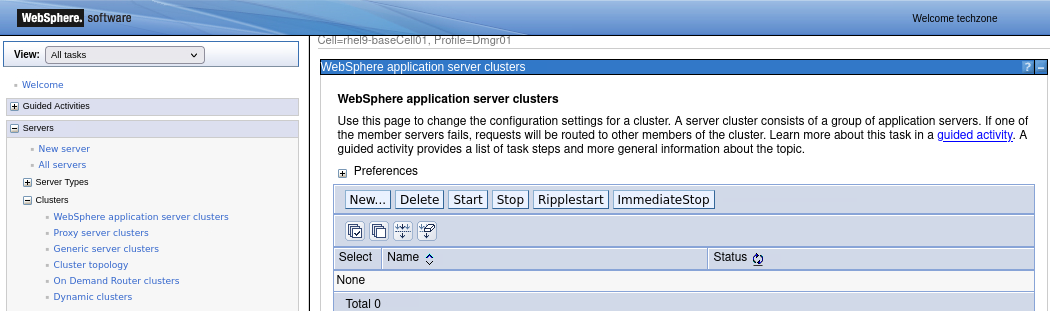 WebSphere. software
Welcome techzone
View: All tasks
Welcome
Guided Activities
Servers
New server
All servers
Server Types
Clusters
WebSphere application server clusters
Proxy server clusters
Generic server clusters
Cluster topology
On Demand Router clusters
Dynamic clusters
Cell=rhel9-baseCell01, Profile=Dmgr01
WebSphere application server clusters ? –
WebSphere application server clusters
Use this page to change the configuration settings for a cluster. A server cluster consists of a group of application servers. If one of
the member servers fails, requests will be routed to other members of the cluster. Learn more about this task in a guided activity. A
guided activity provides a list of task steps and more general information about the topic.
Preferences
New... Delete Start Stop Ripplestart ImmediateStop
Select Name Status
None
Total 0